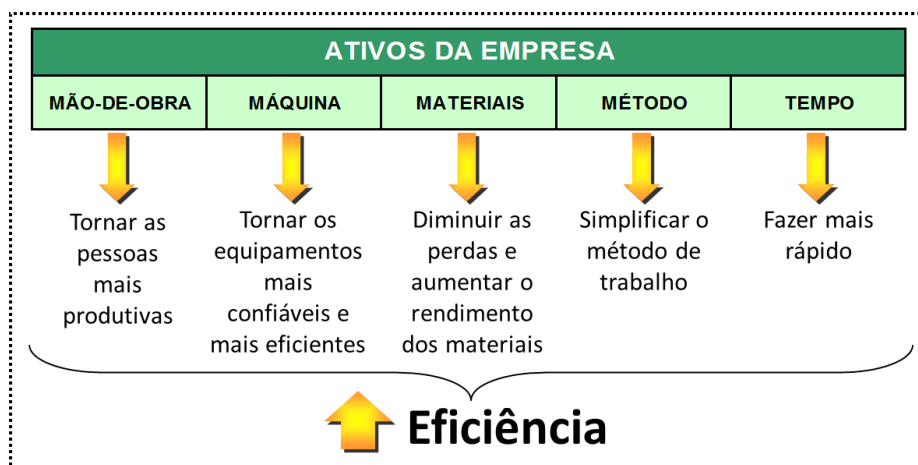 ATIVOS DA EMPRESA
MÃO-DE-OBRA
MÁQUINA
MATERIAIS
MÉTODO
TEMPO
Tornar as
pessoas
mais
produtivas
Tornar os
equipamentos
mais
confiáveis e
mais eficientes
Diminuir as
perdas e
aumentar o
rendimento
dos materiais
Simplificar o
método de
trabalho
Fazer mais
rápido
Eficiência